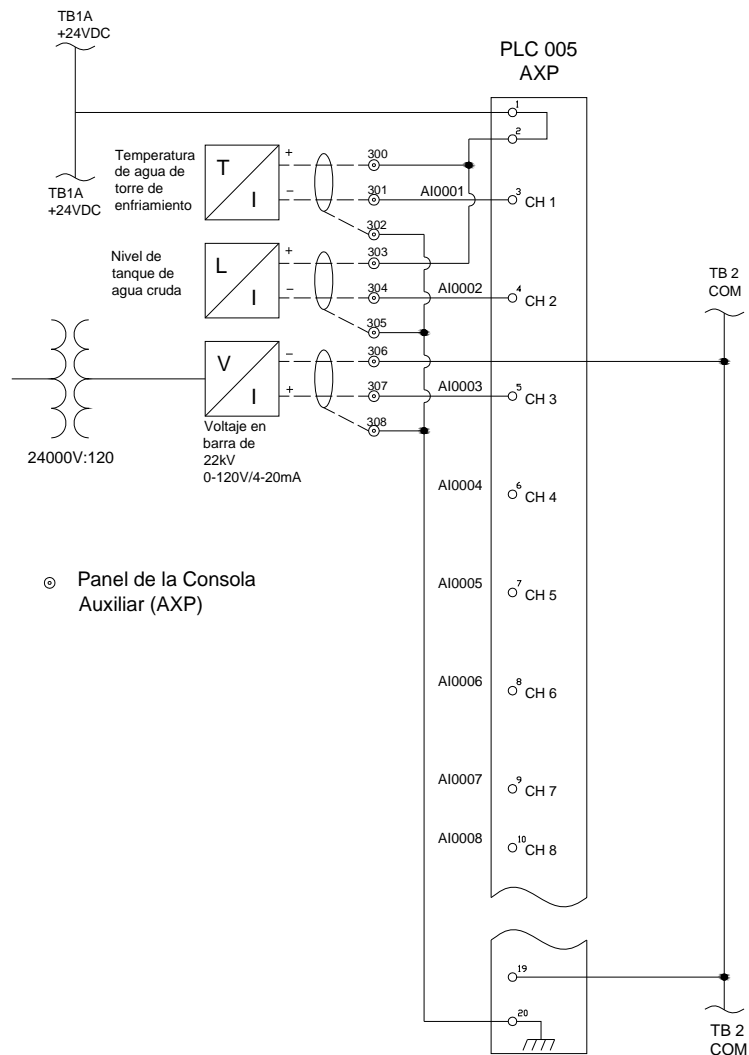 TB1A
+24VDC
PLC 005
AXP
1
2
Temperatura
de agua de
torre de
enfriamiento
T
I
+
−
300
301
302
AI0001
3
CH 1
TB1A
+24VDC
Nivel de
tanque de
agua cruda
L
I
+
−
303
304
305
AI0002
4
CH 2
TB 2
COM
V
I
−
+
306
307
308
AI0003
5
CH 3
24000V:120
Voltaje en
barra de
22kV
0-120V/4-20mA
AI0004
6
CH 4
Panel de la Consola
Auxiliar (AXP)
AI0005
7
CH 5
AI0006
8
CH 6
AI0007
9
CH 7
AI0008
10
CH 8
19
20
TB 2
COM